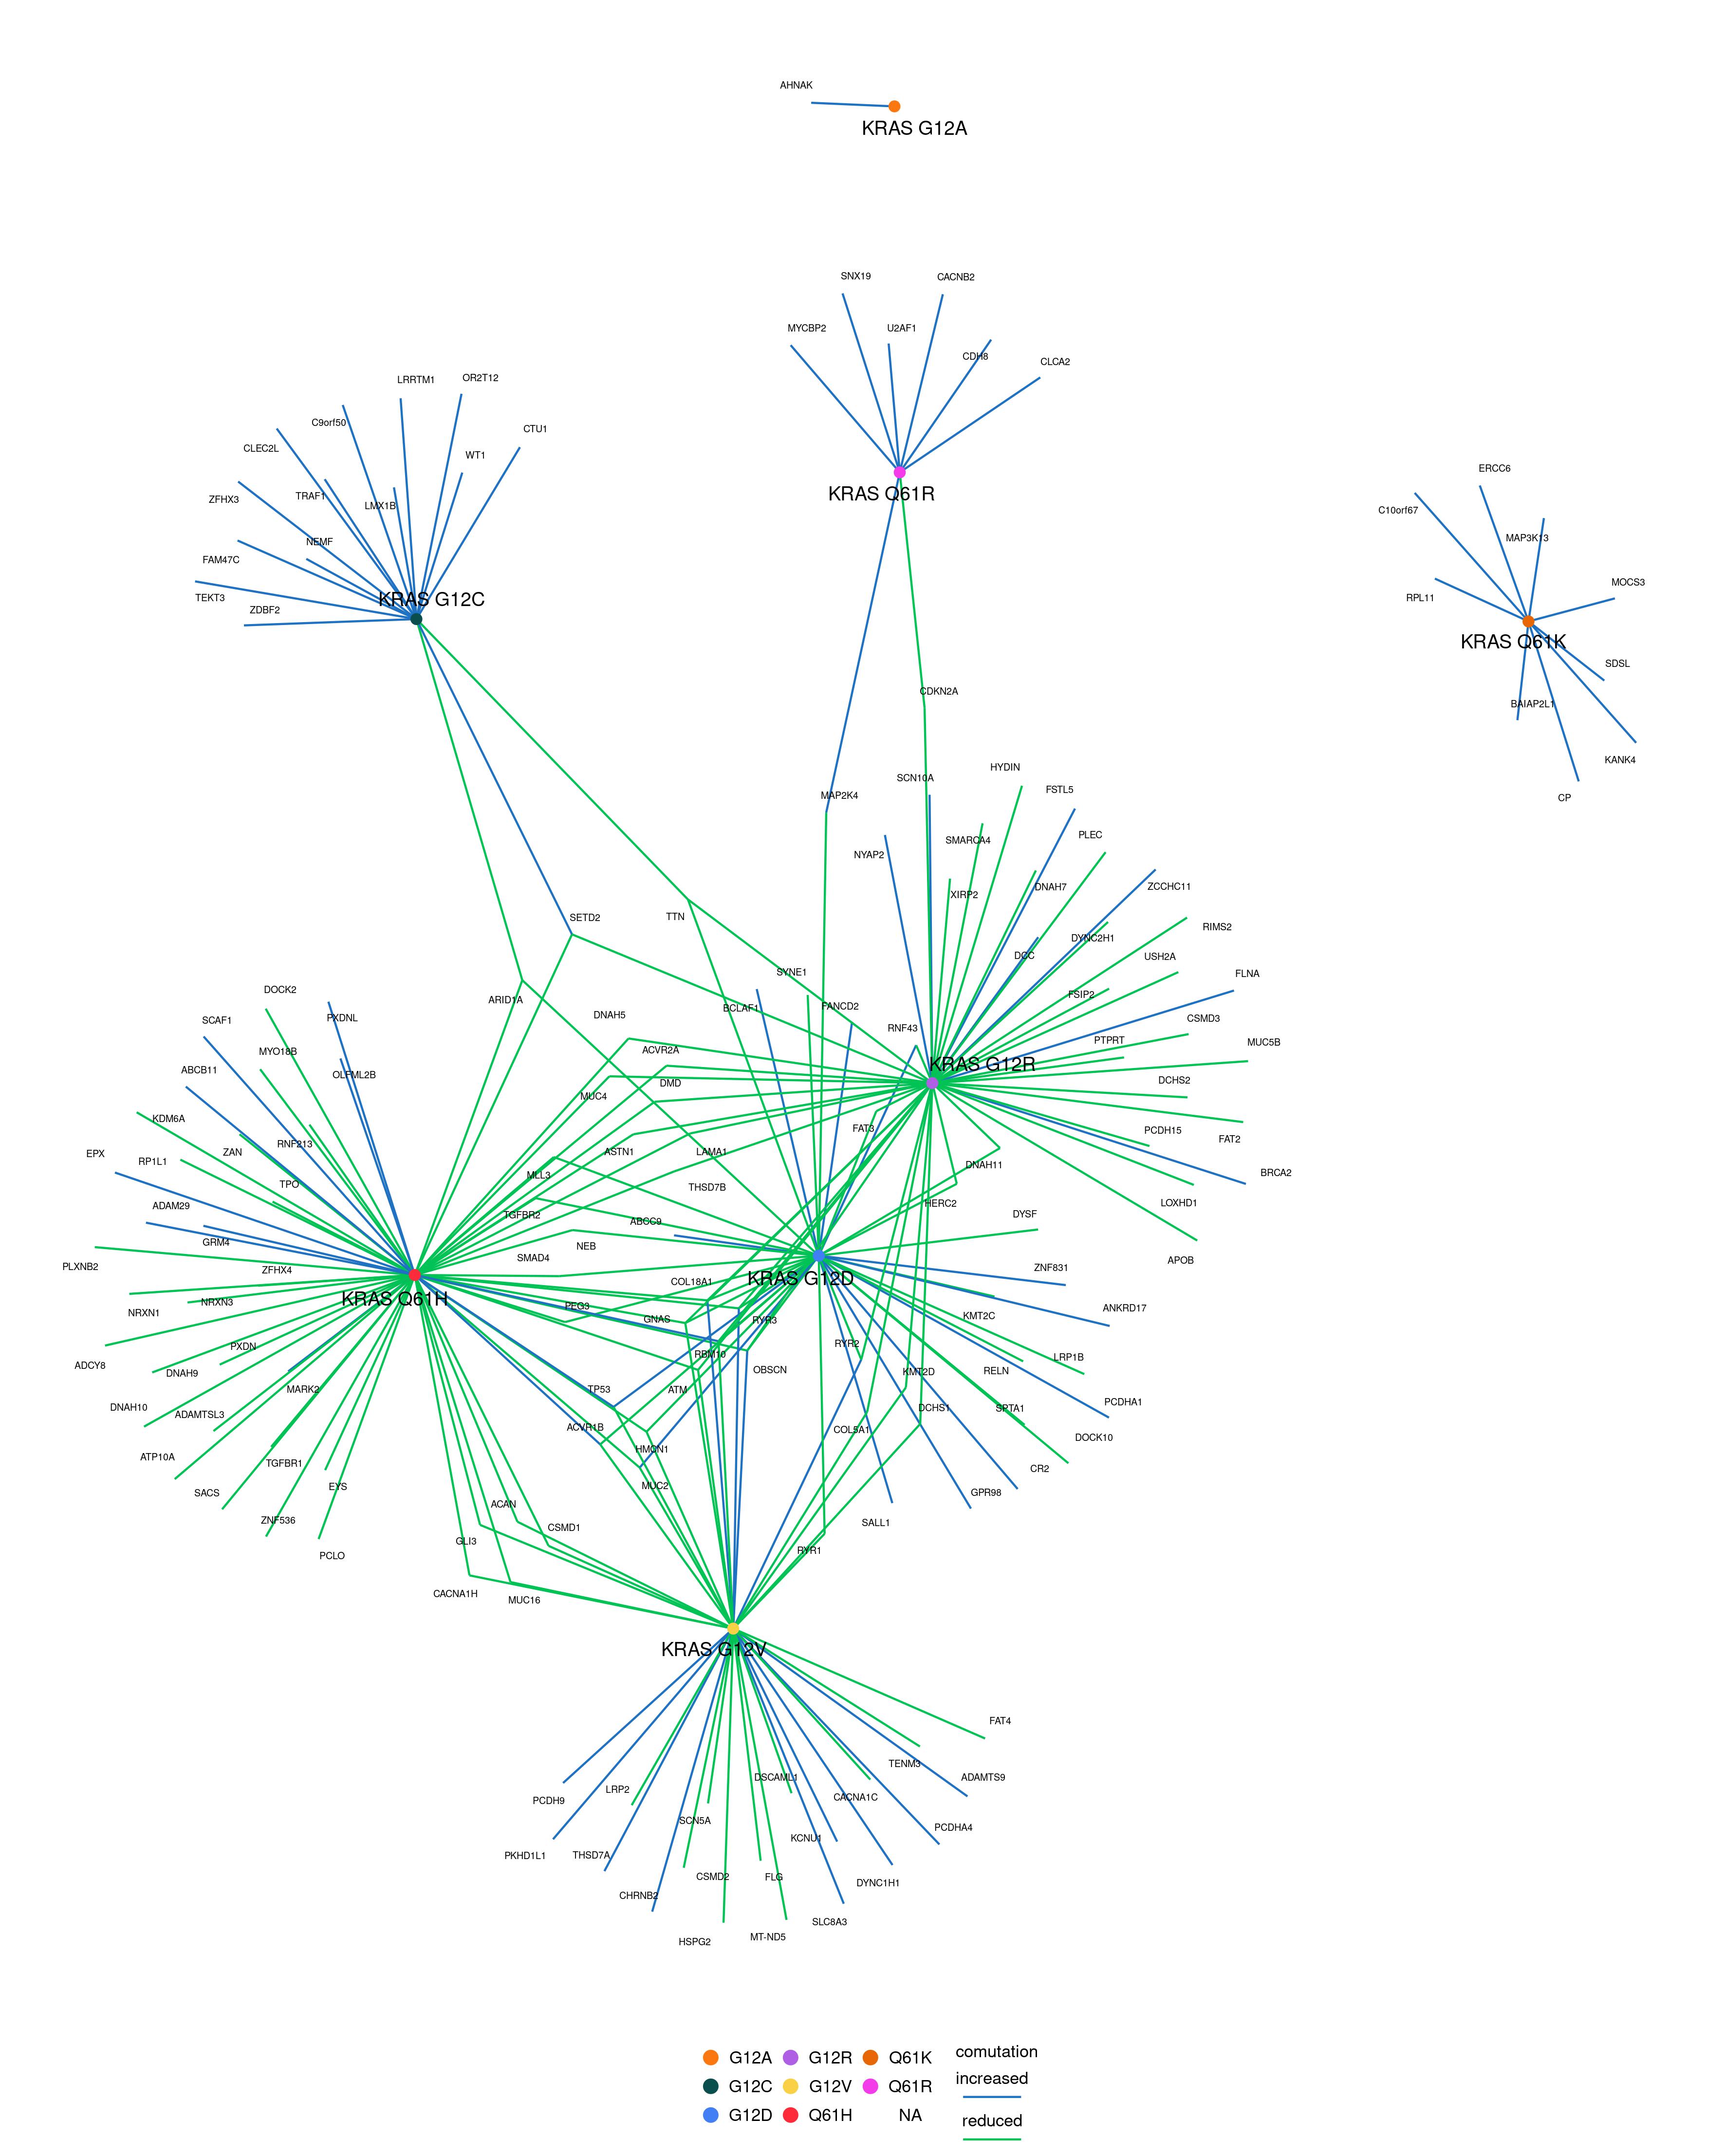 AHNAK
KRAS G12A
SNX19
CACNB2
MYCBP2
U2AF1
CDH8
CLCA2
LRRTM1
OR2T12
C9orf50
CTU1
CLEC2L
WT1
ZFHX3
TRAF1
LMX1B
KRAS Q61R
ERCC6
C10orf67
MAP3K13
NEMF
FAM47C
MOCS3
TEKT3
KRAS G12C
RPL11
ZDBF2
KRAS Q61K
SDSL
CDKN2A
BAIAP2L1
KANK4
CP
HYDIN
SCN10A
FSTL5
MAP2K4
PLEC
SMARCA4
NYAP2
DNAH7
ZCCHC11
XIRP2
SETD2
TTN
RIMS2
DYNC2H1
DCC
USH2A
SYNE1
FLNA
DOCK2
FSIP2
ARID1A
BCLAF1
FANCD2
DNAH5
SCAF1
PXDNL
CSMD3
RNF43
PTPRT
MUC5B
MYO18B
ACVR2A
KRAS G12R
ABCB11
OLFML2B
DMD
DCHS2
MUC4
KDM6A
FAT3
PCDH15
FAT2
RNF213
ZAN
EPX
ASTN1
LAMA1
RP1L1
DNAH11
BRCA2
MLL3
TPO
THSD7B
HERC2
LOXHD1
ADAM29
TGFBR2
DYSF
ABCC9
GRM4
NEB
SMAD4
APOB
PLXNB2
ZFHX4
ZNF831
KRAS G12D
COL18A1
KRAS Q61H
NRXN3
PEG3
ANKRD17
NRXN1
GNAS
RYR3
KMT2C
PXDN
RBM10
RYR2
LRP1B
ADCY8
DNAH9
OBSCN
KMT2D
RELN
MARK2
TP53
ATM
PCDHA1
DNAH10
ADAMTSL3
DCHS1
SPTA1
ACVR1B
COL5A1
DOCK10
HMCN1
ATP10A
TGFBR1
CR2
EYS
MUC2
SACS
GPR98
ACAN
ZNF536
SALL1
CSMD1
GLI3
RYR1
PCLO
CACNA1H
MUC16
KRAS G12V
FAT4
TENM3
DSCAML1
ADAMTS9
LRP2
PCDH9
CACNA1C
SCN5A
PCDHA4
KCNU1
PKHD1L1
THSD7A
CSMD2
FLG
DYNC1H1
CHRNB2
SLC8A3
HSPG2
MT-ND5
comutation
G12A
G12R
Q61K
increased
G12C
G12V
Q61R
G12D
Q61H
NA
reduced